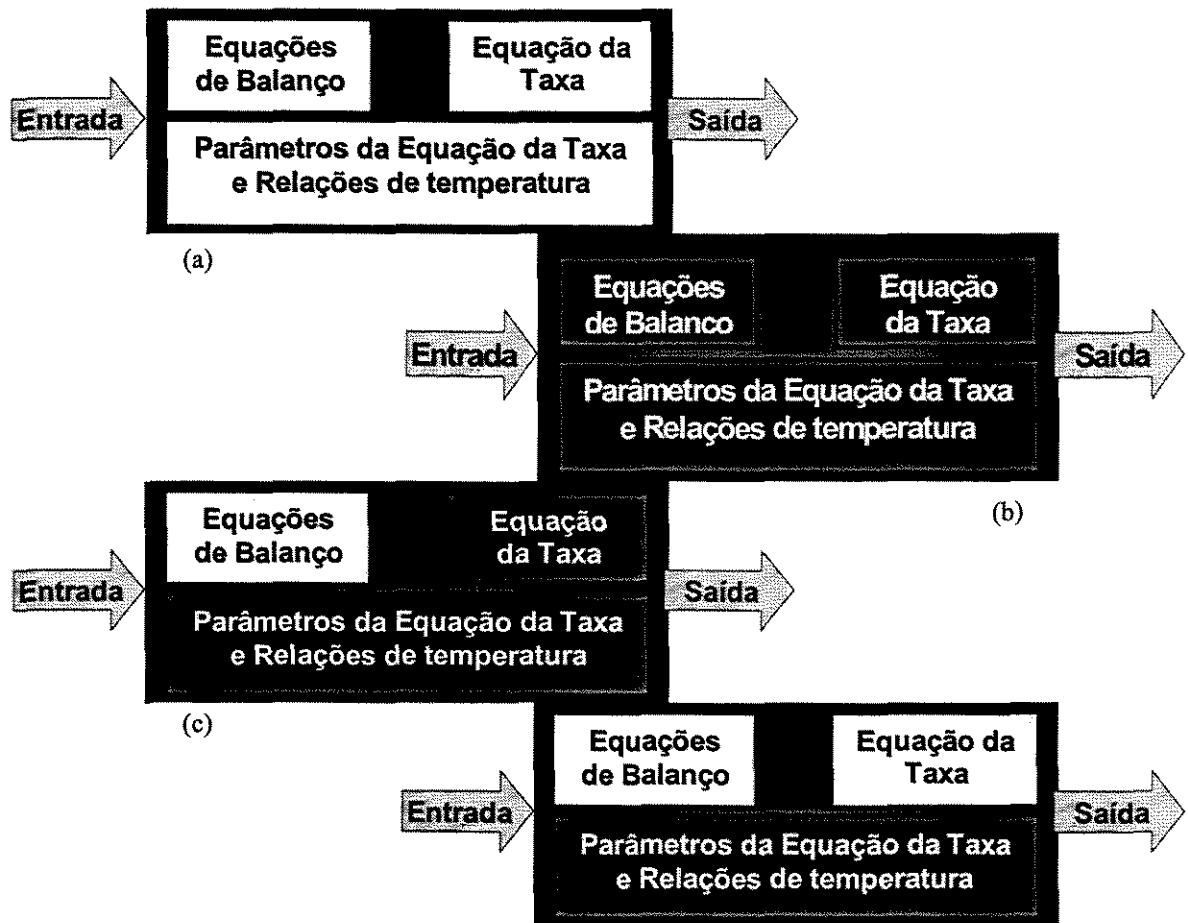 Equações
de Balanço
Equação da
Taxa
Entrada
Saída
Parâmetros da Equação da Taxa
e Relações de temperatura
(a)
Equações
de Balanco
Equação
da Taxa
Entrada
Saída
Parâmetros da Equação da Taxa
e Relações de temperatura
(b)
Equações
de Balanço
Equação
da Taxa
Entrada
Saída
Parâmetros da Equação da Taxa
e Relações de temperatura
(c)
Equações
de Balanço
Equação da
Taxa
Entrada
Saída
Parâmetros da Equação da Taxa
e Relações de temperatura